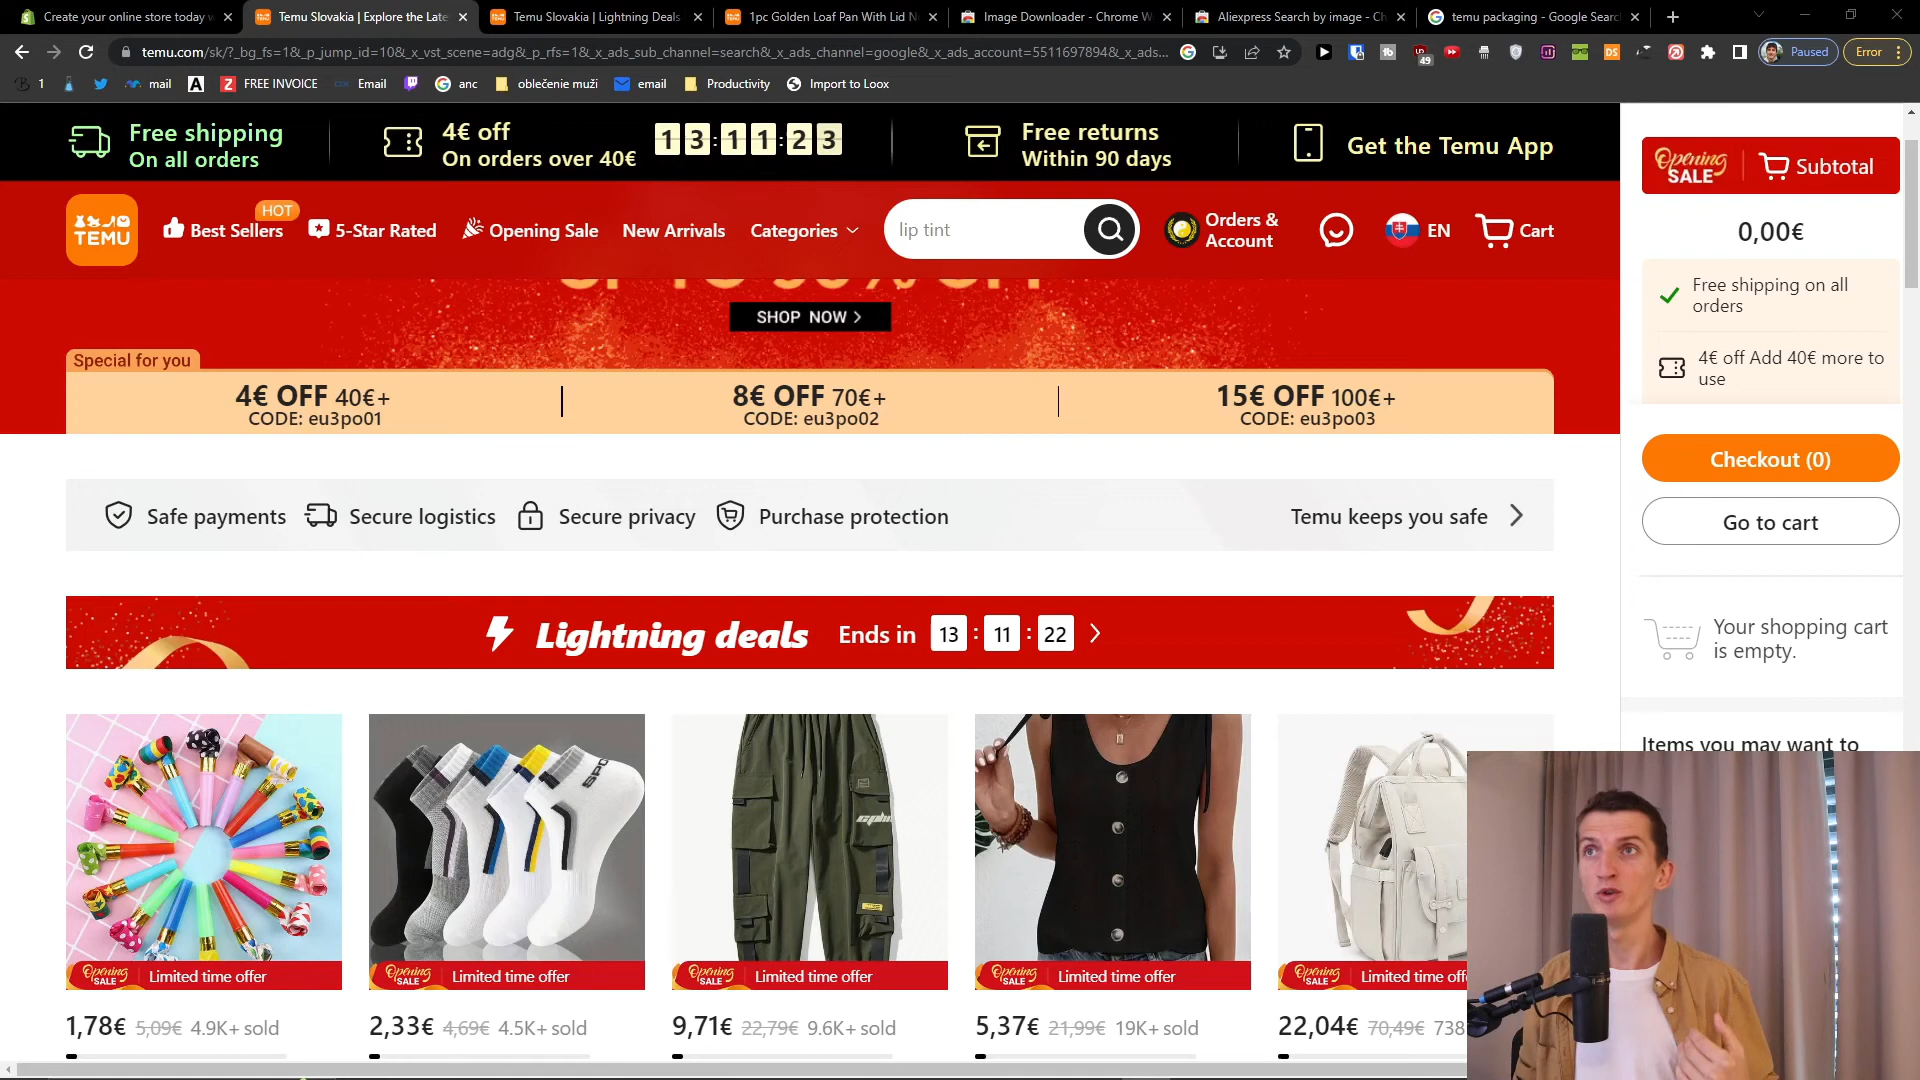 Create your online store today w
Temu Slovakia | Explore the Late
Temu Slovakia | Lightning Deals
1pc Golden Loaf Pan With Lid N
Image Downloader - Chrome W
Aliexpress Search by image - Ch
temu packaging - Google Searc
temu.com/sk/?_bg_fs=1&_p_jump_id=10&_x_vst_scene=adg&_p_rfs=1&_x_ads_sub_channel=search&_x_ads_channel=google&_x_ads_account=5511697894&_x_ads...
49
Paused
Error
1
mail
FREE INVOICE
Email
anc
oblečenie muži
email
Productivity
Import to Loox
Free shipping
On all orders
4€ off
On orders over 40€
13:11:23
Free returns
Within 90 days
Get the Temu App
TEMU
Best Sellers
HOT
5-Star Rated
Opening Sale
New Arrivals
Categories
lip tint
Orders &
Account
EN
Cart
SHOP NOW >
Special for you
4€ OFF 40€+
CODE: eu3po01
8€ OFF 70€+
CODE: eu3po02
15€ OFF 100€+
CODE: eu3po03
Safe payments
Secure logistics
Secure privacy
Purchase protection
Temu keeps you safe
Lightning deals
Ends in 13 : 11 : 22
Opening SALE Limited time offer
Opening SALE Limited time offer
Opening SALE Limited time offer
Opening SALE Limited time offer
Opening SALE Limited time off
1,78€ 5,09€ 4.9K+ sold
2,33€ 4,69€ 4.5K+ sold
9,71€ 22,79€ 9.6K+ sold
5,37€ 21,99€ 19K+ sold
22,04€ 70,49€ 738
Opening SALE
Subtotal
0,00€
Free shipping on all
orders
4€ off Add 40€ more to
use
Checkout (0)
Go to cart
Your shopping cart
is empty.
Items you may want to